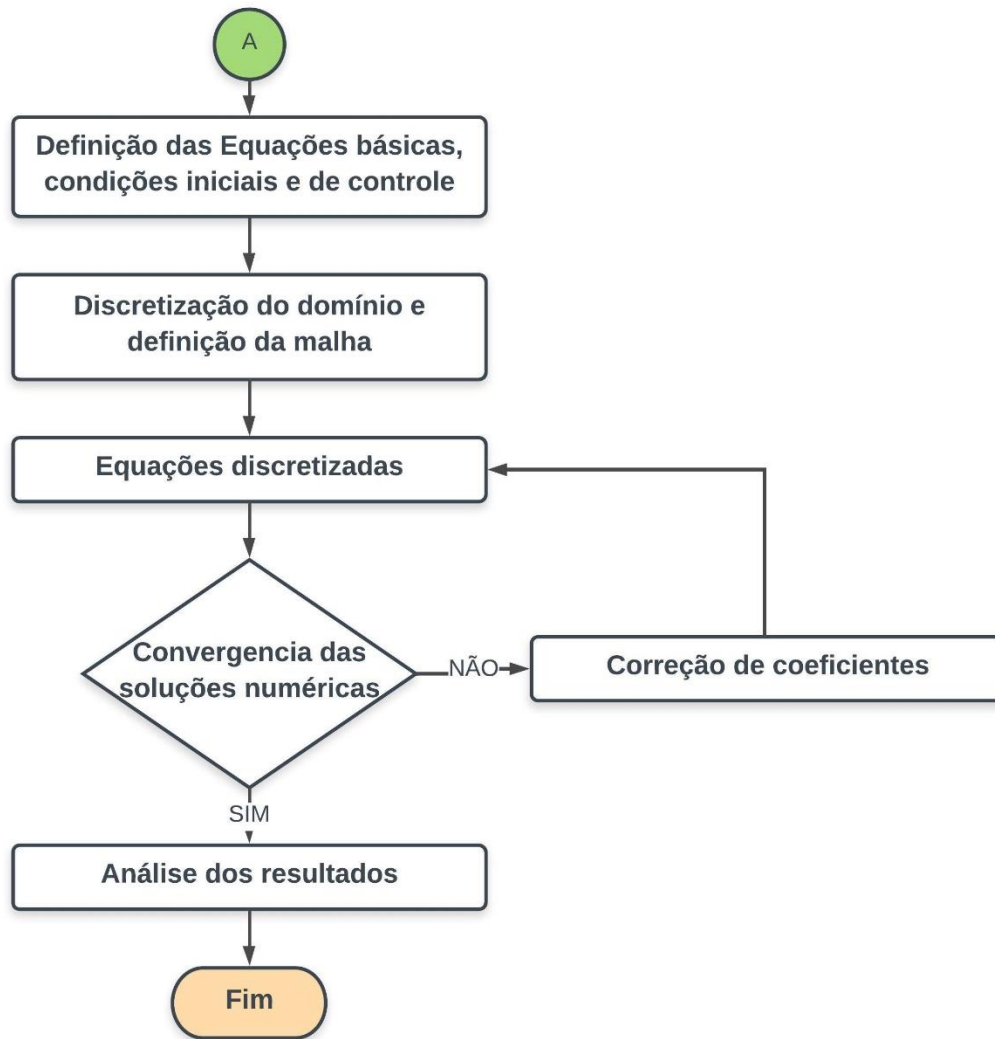 A
Definição das Equações básicas,
condições iniciais e de controle
Discretização do domínio e
definição da malha
Equações discretizadas
Convergencia das
soluções numéricas
NÃO
Correção de coeficientes
SIM
Análise dos resultados
Fim